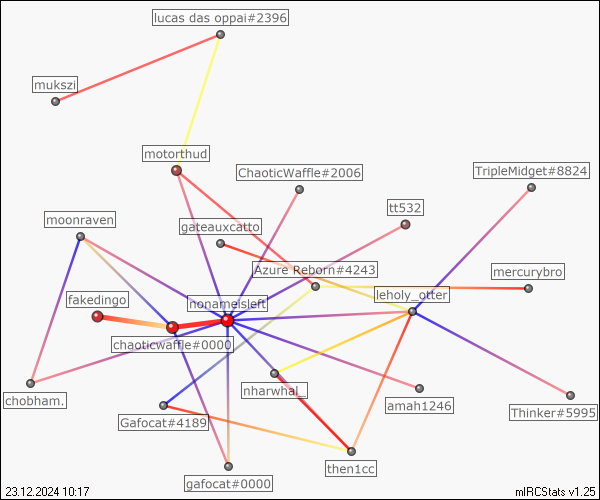 lucas das oppai#2396
mukszi
motorthud
ChaoticWaffle#2006
TripleMidget#8824
tt532
moonraven
gateauxcatto
Azure Reborn#4243
mercurybro
leholy_otter
fakedingo
nonameisleft
chaoticwaffle#0000
nharwhal_
chobham.
amah1246
Thinker#5995
Gafocat#4189
then1cc
gafocat#0000
23.12.2024 10:17
mIRCStats v1.25